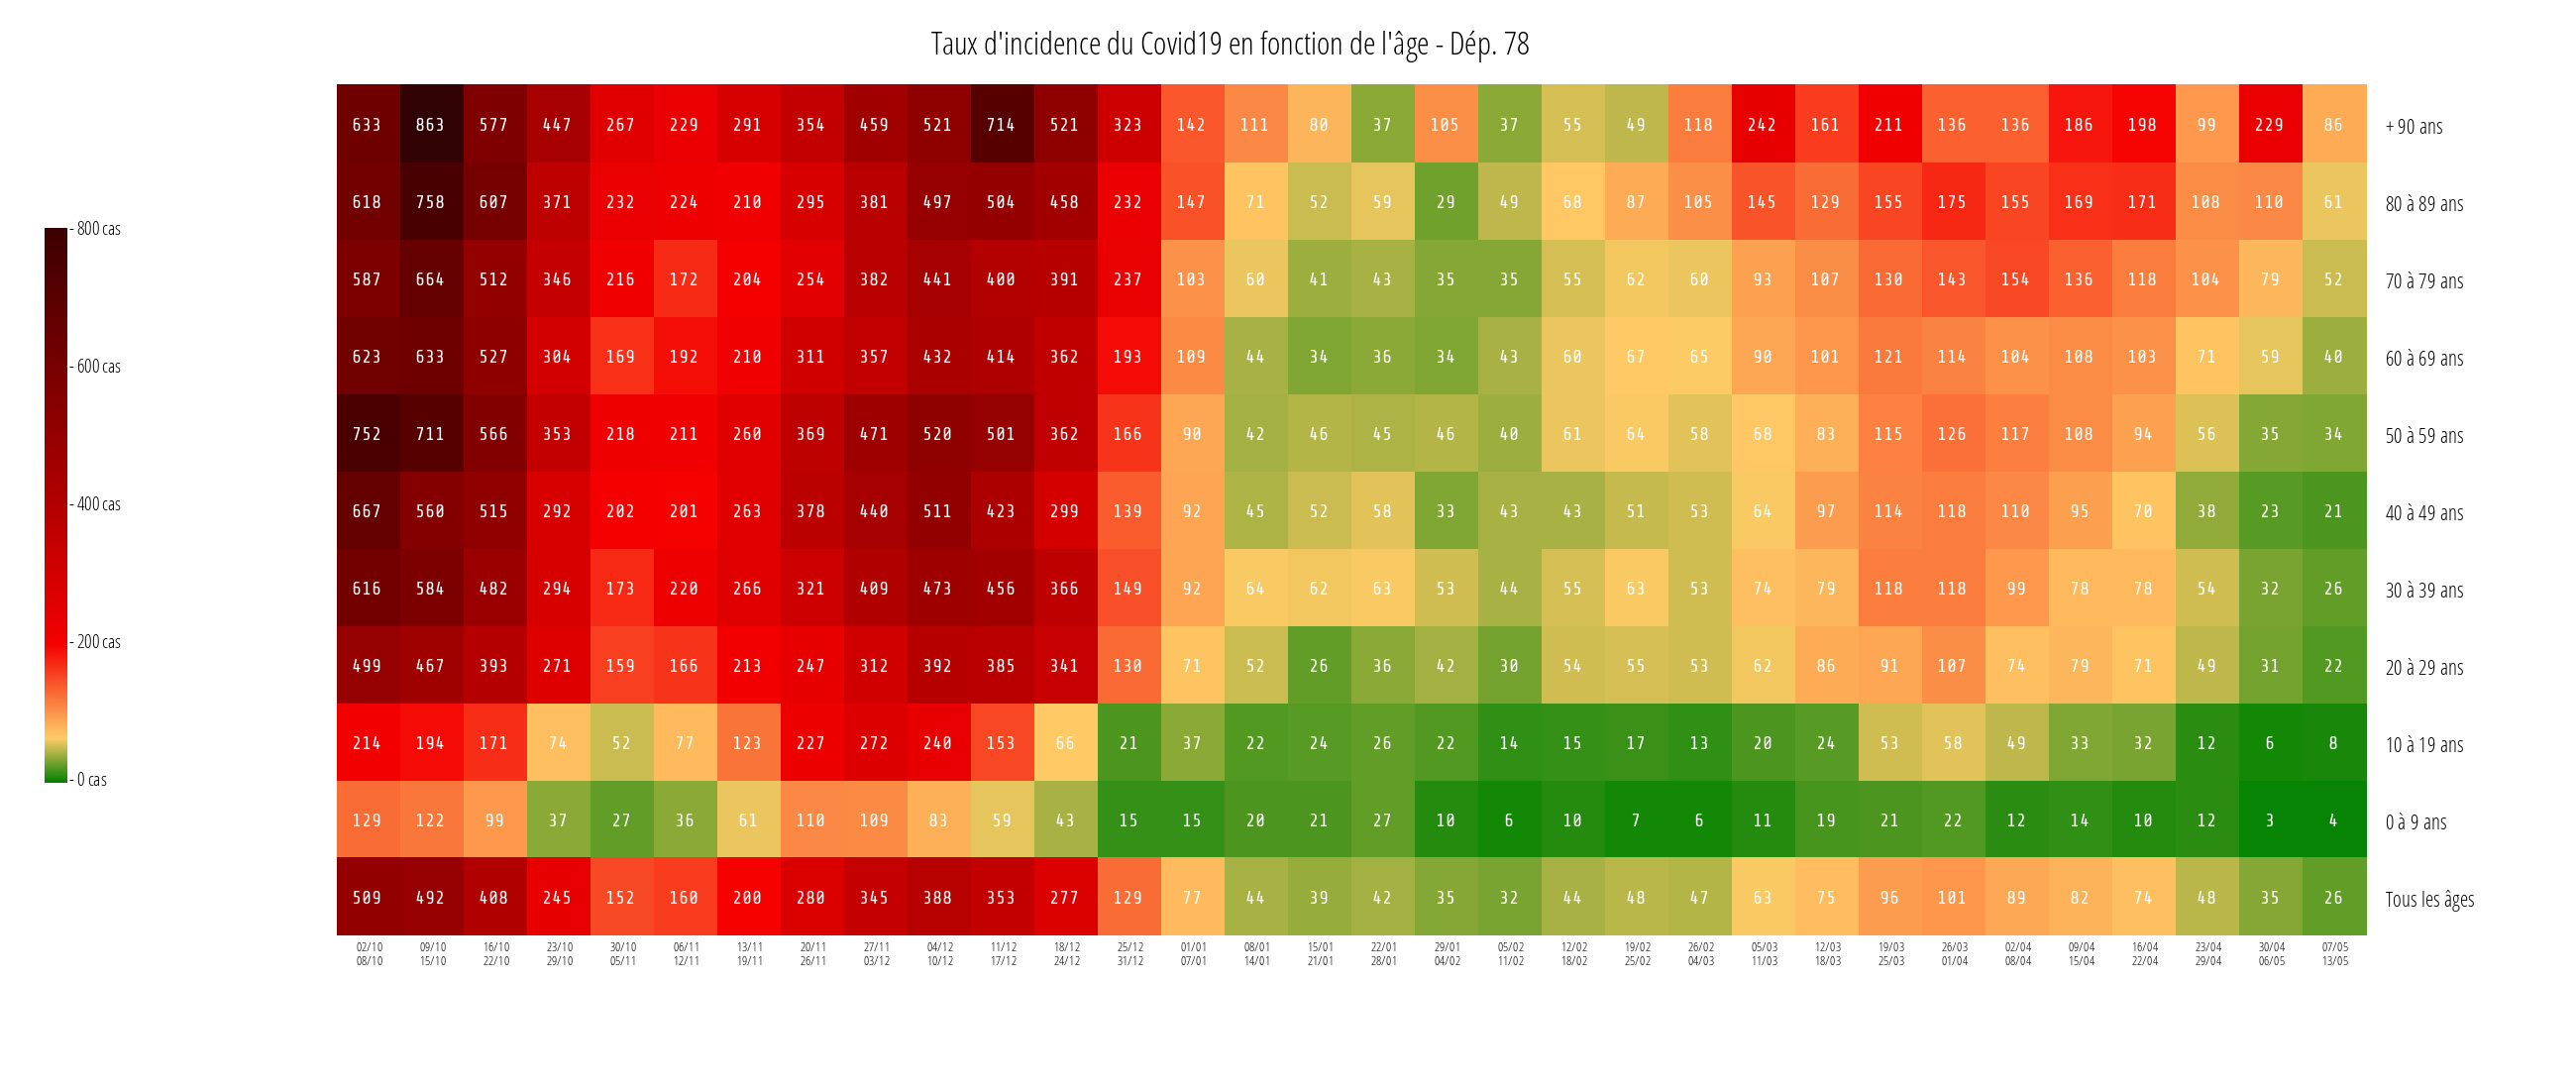 Taux d'incidence du Covid19 en fonction de l'âge - Dép. 78
633 863 577 447 267 229 291 354 459 521 714 521 323 142 111 80 37 105 37 55 49 118 242 161 211 136 136 186 198 99 229 86 + 90 ans
618 758 607 371 232 224 210 295 381 497 504 458 232 147 71 52 59 29 49 68 87 105 145 129 155 175 155 169 171 108 110 61 80 à 89 ans
- 800 cas
587 664 512 346 216 172 204 254 382 441 400 391 237 103 60 41 43 35 35 55 62 60 93 107 130 143 154 136 118 104 79 52 70 à 79 ans
623 633 527 304 169 192 210 311 357 432 414 362 193 109 44 34 36 34 43 60 67 65 90 101 121 114 104 108 103 71 59 40 60 à 69 ans
- 600 cas
752 711 566 353 218 211 260 369 471 520 501 362 166 90 42 46 45 46 40 61 64 58 68 83 115 126 117 108 94 56 35 34 50 à 59 ans
- 400 cas
667 560 515 292 202 201 263 378 440 511 423 299 139 92 45 52 58 33 43 43 51 53 64 97 114 118 110 95 70 38 23 21 40 à 49 ans
616 584 482 294 173 220 266 321 409 473 456 366 149 92 64 62 63 53 44 55 63 53 74 79 118 118 99 78 78 54 32 26 30 à 39 ans
- 200 cas
499 467 393 271 159 166 213 247 312 392 385 341 130 71 52 26 36 42 30 54 55 53 62 86 91 107 74 79 71 49 31 22 20 à 29 ans
214 194 171 74 52 77 123 227 272 240 153 66 21 37 22 24 26 22 14 15 17 13 20 24 53 58 49 33 32 12 6 8 10 à 19 ans
- 0 cas
129 122 99 37 27 36 61 110 109 83 59 43 15 15 20 21 27 10 6 10 7 6 11 19 21 22 12 14 10 12 3 4 0 à 9 ans
509 492 408 245 152 160 200 280 345 388 353 277 129 77 44 39 42 35 32 44 48 47 63 75 96 101 89 82 74 48 35 26 Tous les âges
02/10 09/10 16/10 23/10 30/10 06/11 13/11 20/11 27/11 04/12 11/12 18/12 25/12 01/01 08/01 15/01 22/01 29/01 05/02 12/02 19/02 26/02 05/03 12/03 19/03 26/03 02/04 09/04 16/04 23/04 30/04 07/05
08/10 15/10 22/10 29/10 05/11 12/11 19/11 26/11 03/12 10/12 17/12 24/12 31/12 07/01 14/01 21/01 28/01 04/02 11/02 18/02 25/02 04/03 11/03 18/03 25/03 01/04 08/04 15/04 22/04 29/04 06/05 13/05